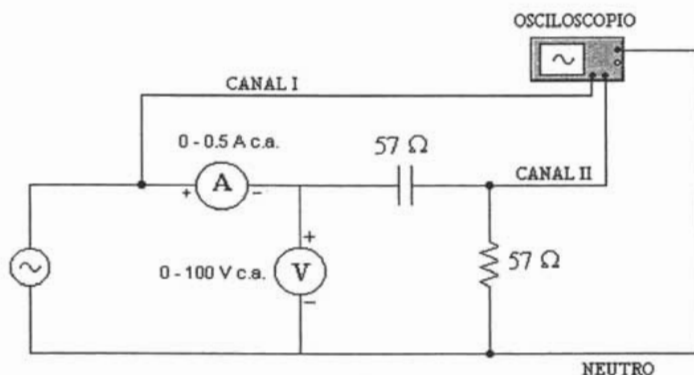 OSCILOSCOPIO
CANAL I
0 - 0.5 A c.a.
57 Ω
+ A -
CANAL II
+
V
0 - 100 V c.a.
-
57 Ω
NEUTRO